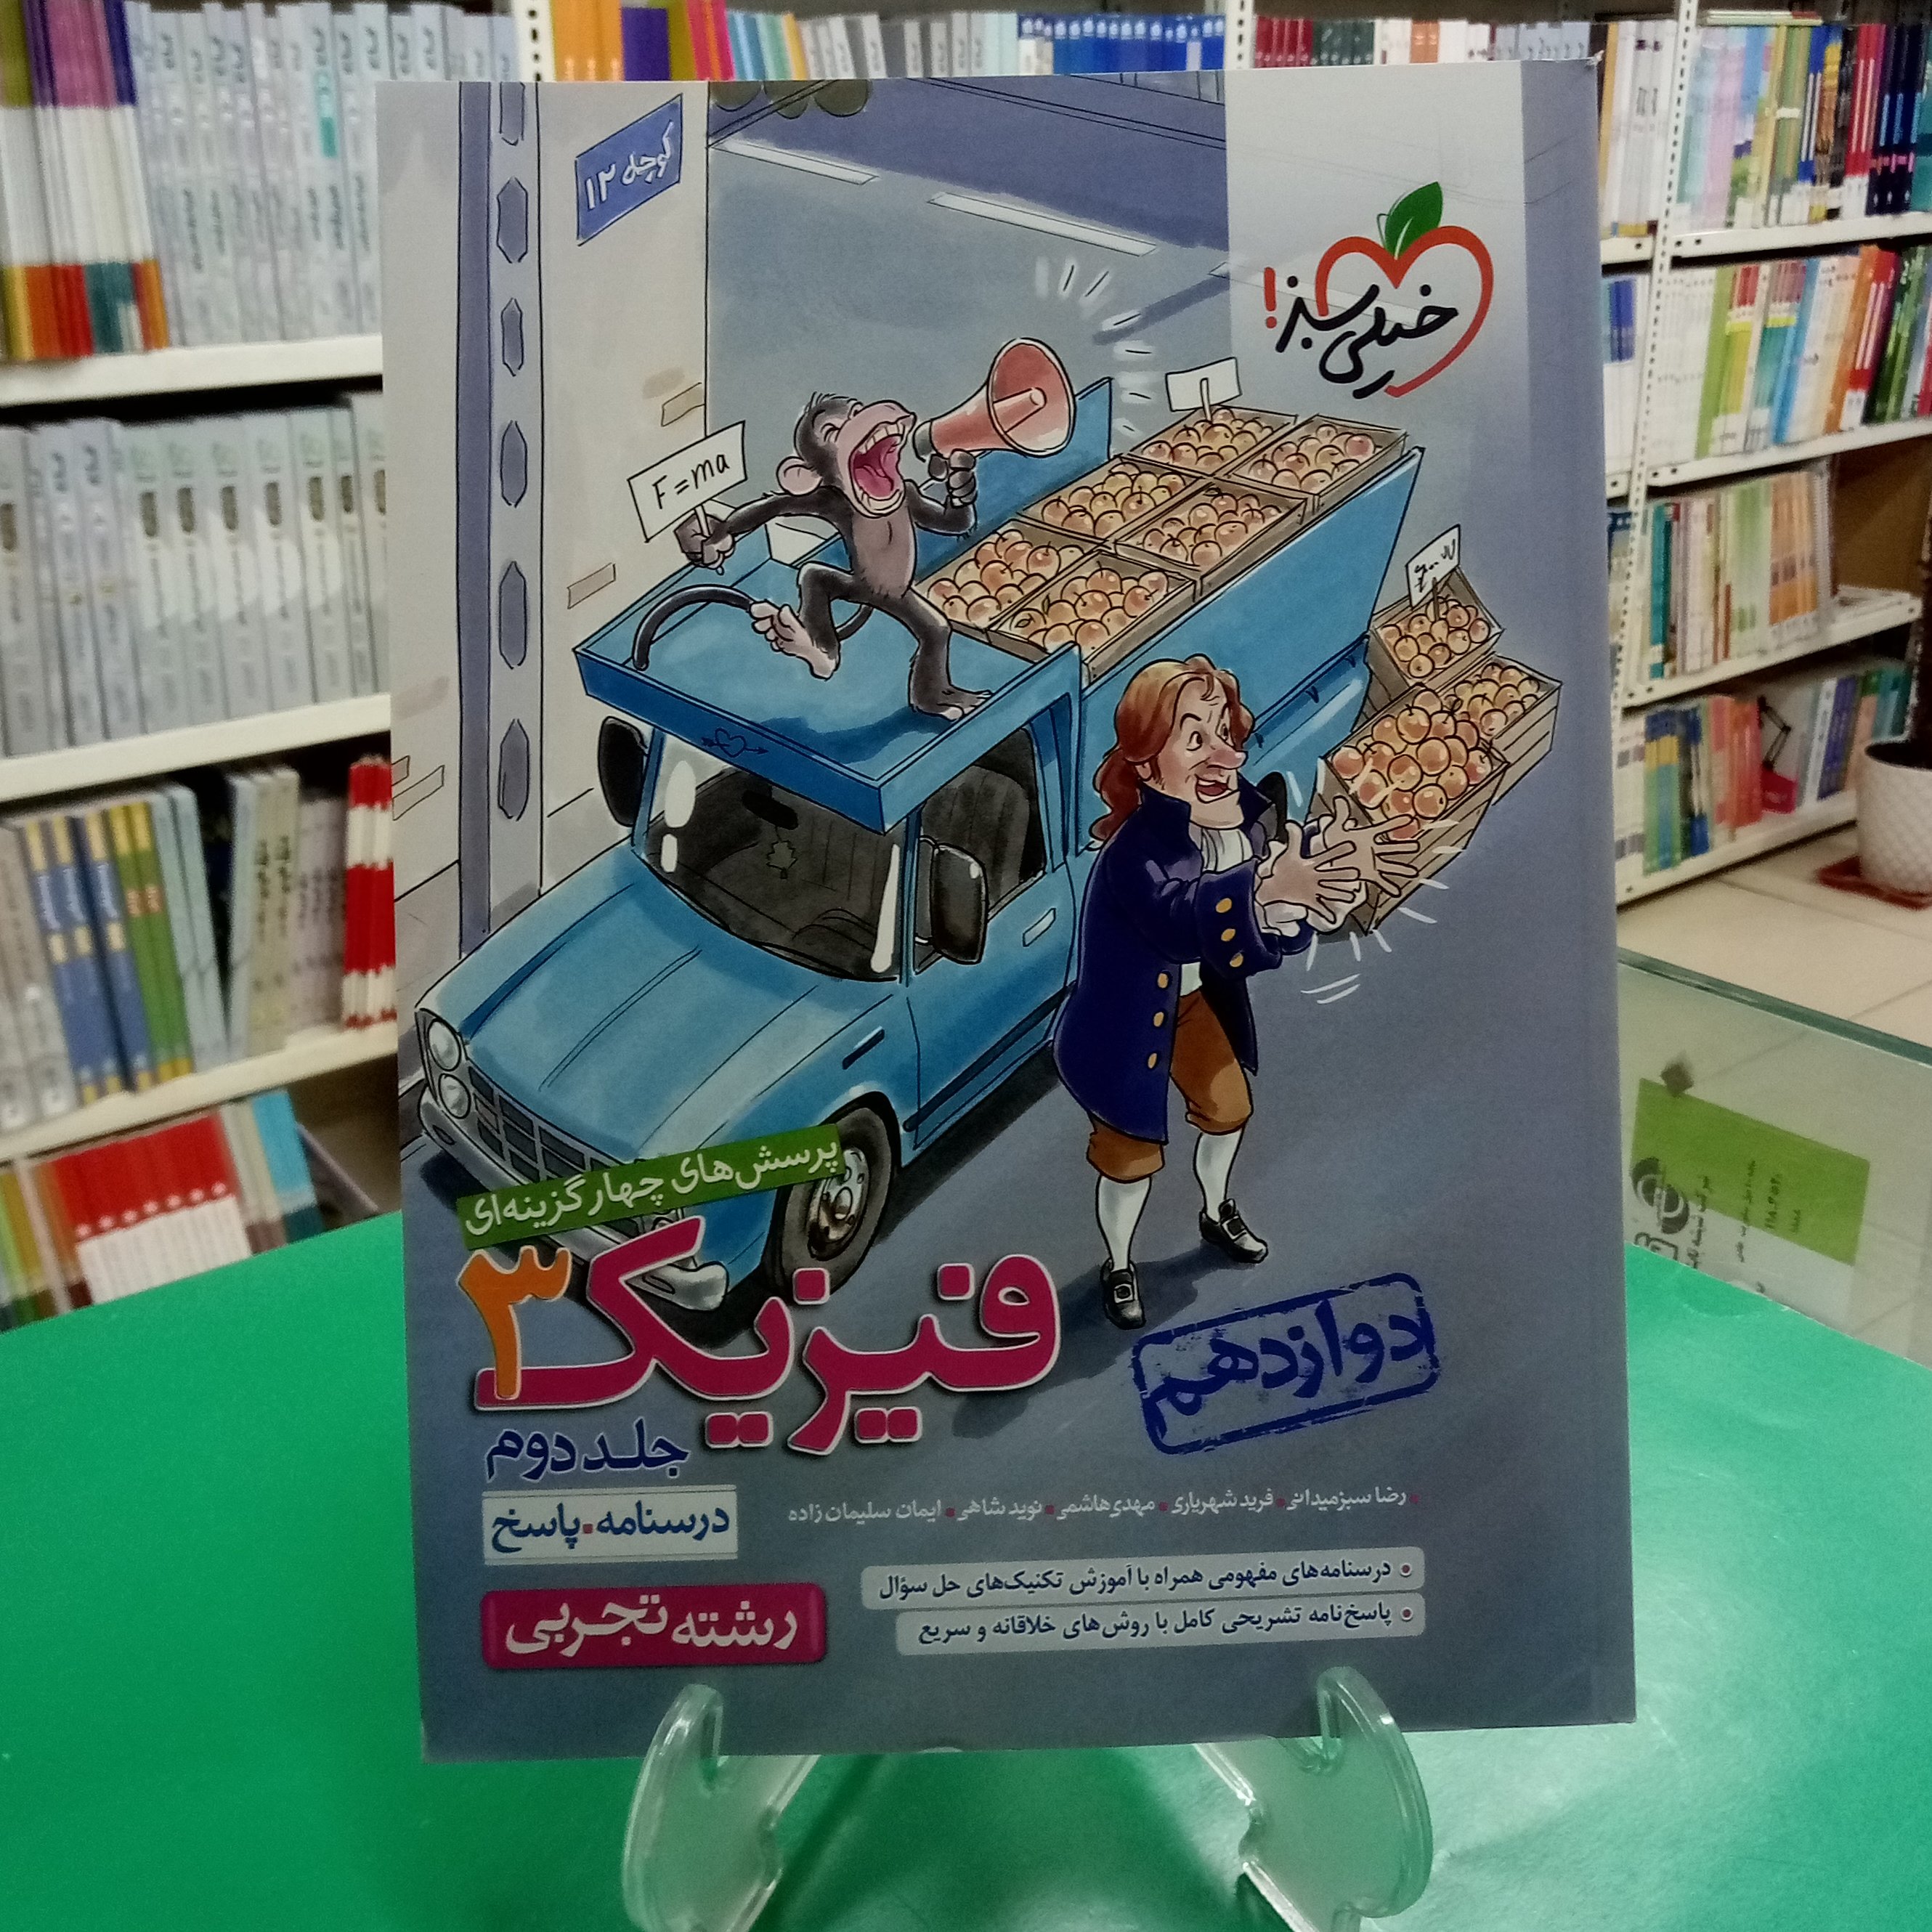 کوچه ۱۲
خیلی سبز!
F=ma
پرسش‌های چهارگزینه‌ای
فیزیک ۳
دوازدهم
جلد دوم
درسنامه ▪ پاسخ
▪ رضا سبزمیدانی ▪ فرید شهریاری ▪ مهدی هاشمی ▪ نوید شاهی ▪ ایمان سلیمان زاده
رشته تجربی
• درسنامه‌های مفهومی همراه با آموزش تکنیک‌های حل سؤال
• پاسخ‌نامه تشریحی کامل با روش‌های خلاقانه و سریع